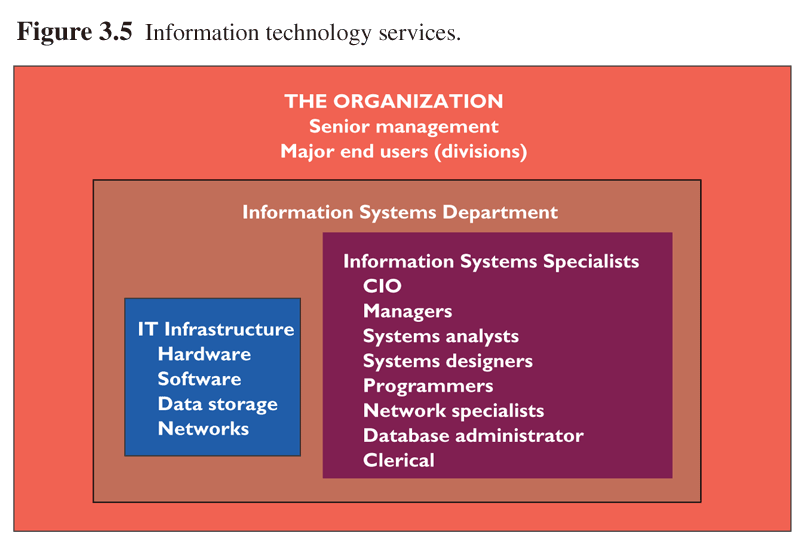 Figure 3.5 Information technology services.
THE ORGANIZATION
Senior management
Major end users (divisions)
Information Systems Department
IT Infrastructure
Hardware
Software
Data storage
Networks
Information Systems Specialists
CIO
Managers
Systems analysts
Systems designers
Programmers
Network specialists
Database administrator
Clerical